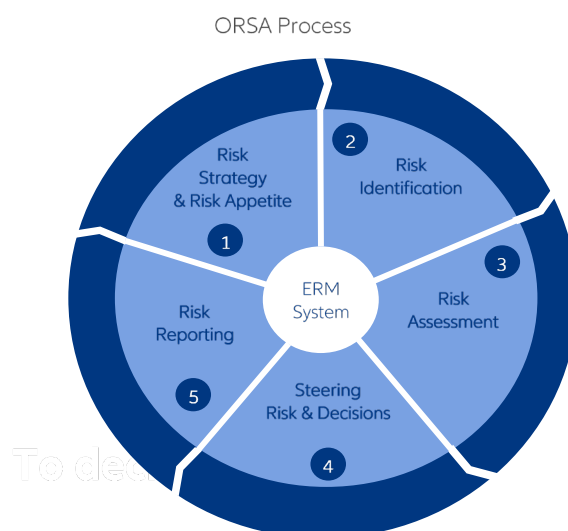 ORSA Process
Risk
Strategy
& Risk Appetite
1
2
Risk
Identification
3
Risk
Assessment
ERM
System
Steering
Risk & Decisions
4
Risk
Reporting
5
To